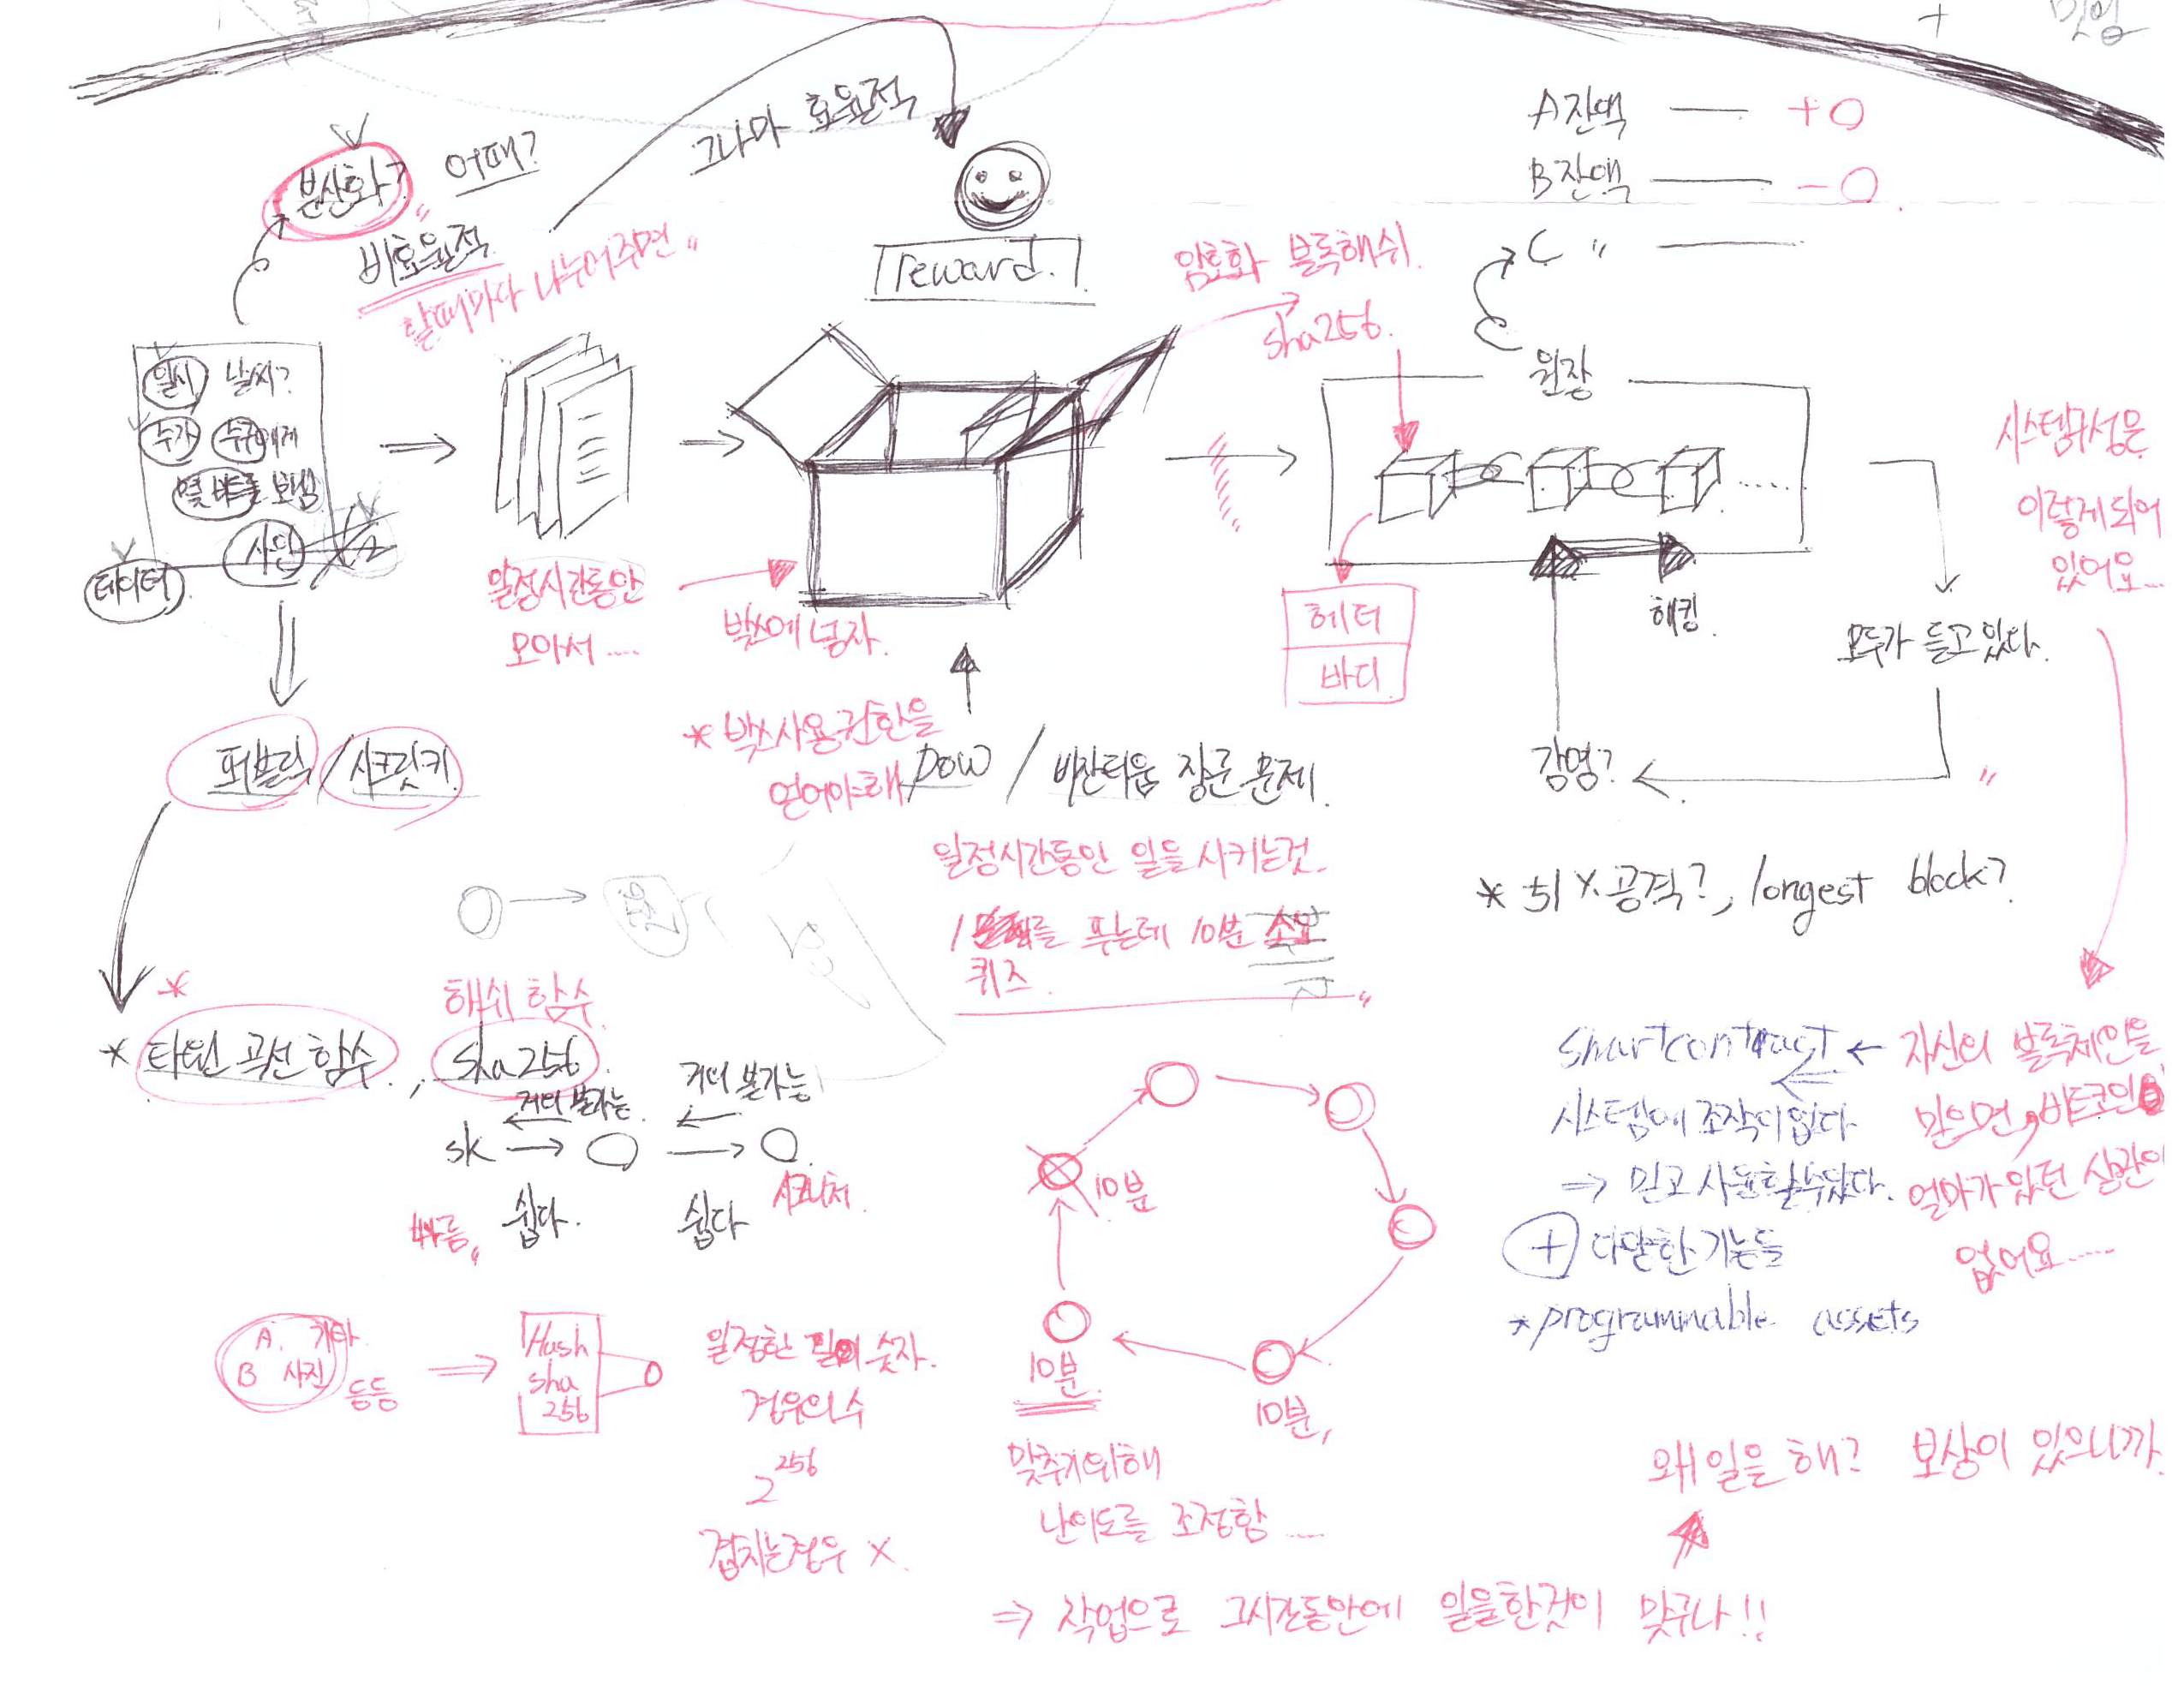 분산화? 어때?
비효율적
할때마다 나누어주면
그나마 효율적
reward.
A 잔액 +
B 잔액 -
C "
원장
암호화 블록해쉬
sha256.
일시 날씨?
누가 누구에게
보냄
사인
데이터
일정시간동안
모아서 ....
박스에 넣자.
헤더
바디
해킹.
모두가 들고 있다.
시스템구성은
이렇게 되어
있어요...
퍼블릭 / 시크릿키
* 박스사용권한을
얻어야해
POW / 비잔티움 장군 문제.
일정시간동안 일을 시키는것.
를 푸는데 10분 소요
퀴즈
감명?
* 51% 공격?, longest block?
해쉬 함수.
* 타원 곡선 함수, sha256
거의 불가능. 거의 불가능
sk
쉽다. 쉽다
10분
10분
10분,
맞추기위해
난이도를 조정함 ....
smartcontract ← 자신의 블록체인을
믿으면, 비트코인
얼마가 있던 상관이
없어요.....
시스템에 조작이 없다
⇒ 믿고 사용할수있다.
+ 다양한 기능들
* programmable assets
A. 기타.
B 사진
등등
Hash
sha
256
일정한 숫자.
경우의수
2^256
겹치는경우 X.
왜 일을 해? 보상이 있으니까.
⇒ 작업으로 그시간동안에 일을한것이 맞구나!!